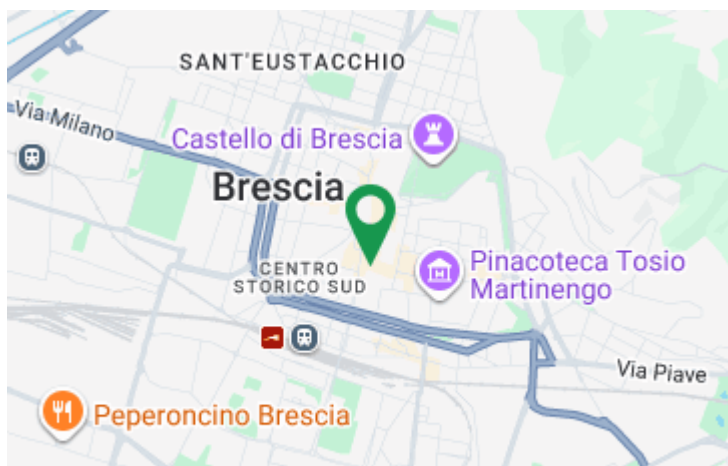 SANT'EUSTACCHIO
Via Milano
Castello di Brescia
Brescia
CENTRO
STORICO SUD
Pinacoteca Tosio
Martinengo
Via Piave
Peperoncino Brescia